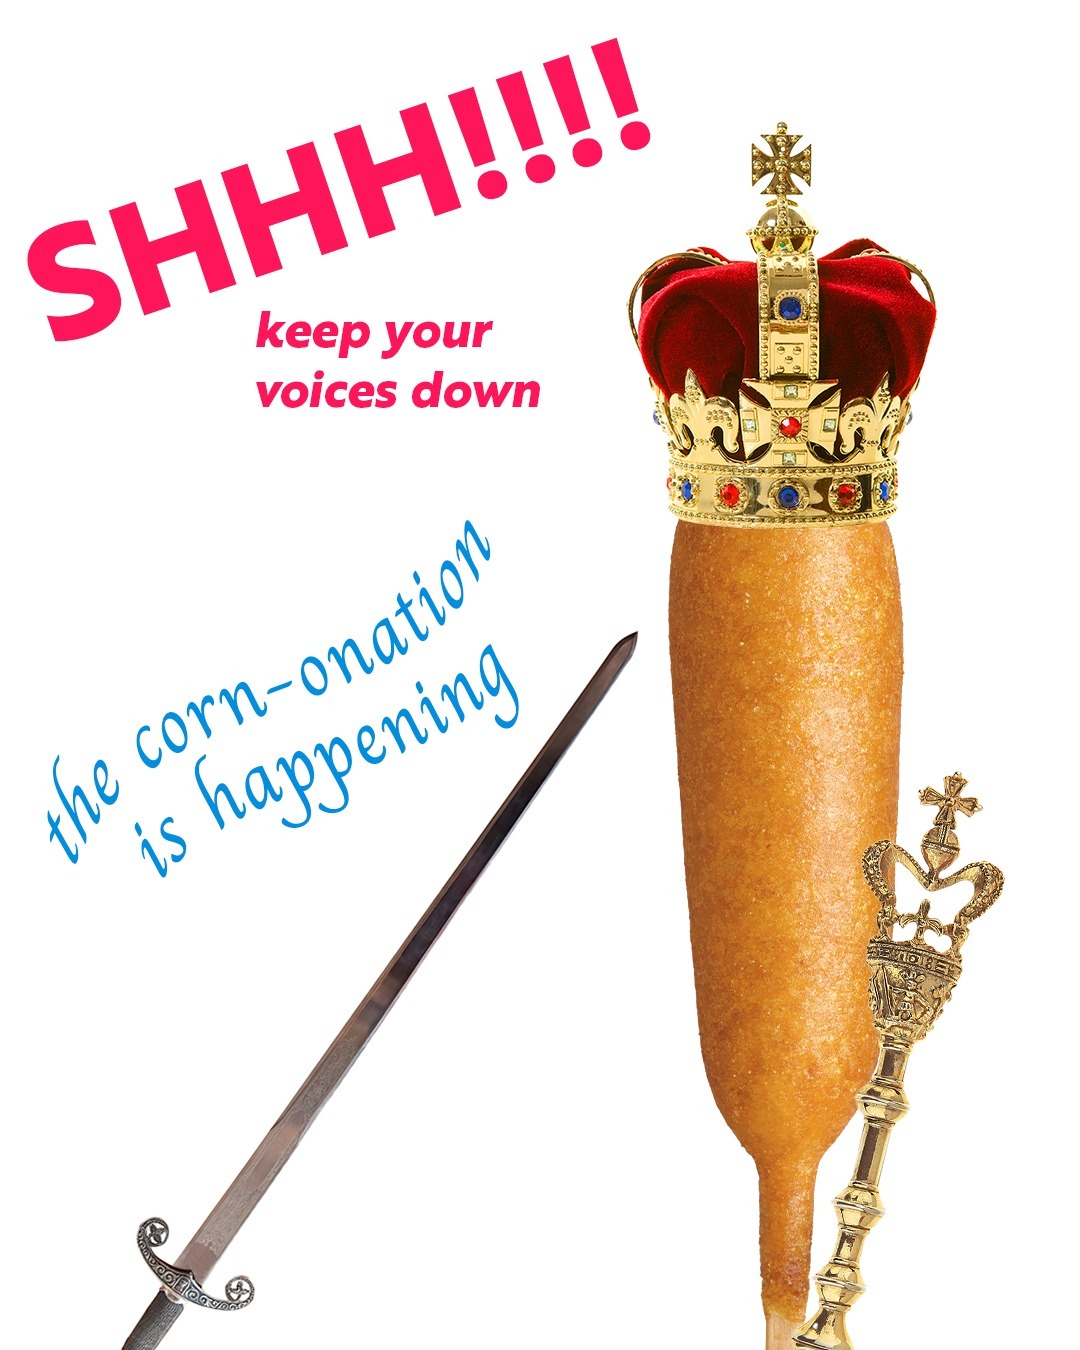 SHHH!!!!
keep your
voices down
the corn-onation
is happening